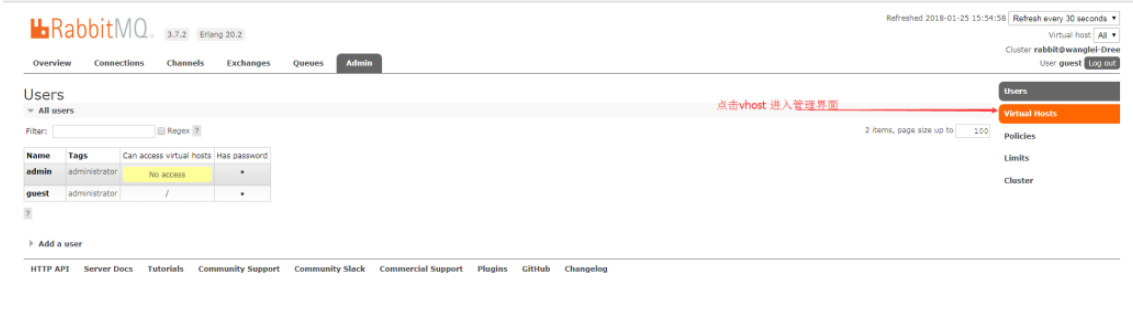 Refreshed 2018-01-25 15:54:58 Refresh every 30 seconds
RabbitMQ. 3.7.2 Erlang 20.2
Virtual host All
Cluster rabbit@wanglei-Dree
User guest Log out
Overview Connections Channels Exchanges Queues Admin
Users
All users
Filter: Regex ?
2 items, page size up to 100
Name Tags Can access virtual hosts Has password
admin administrator No access •
guest administrator / •
?
Add a user
HTTP API Server Docs Tutorials Community Support Community Slack Commercial Support Plugins GitHub Changelog
点击vhost 进入管理界面
Users
Virtual Hosts
Policies
Limits
Cluster